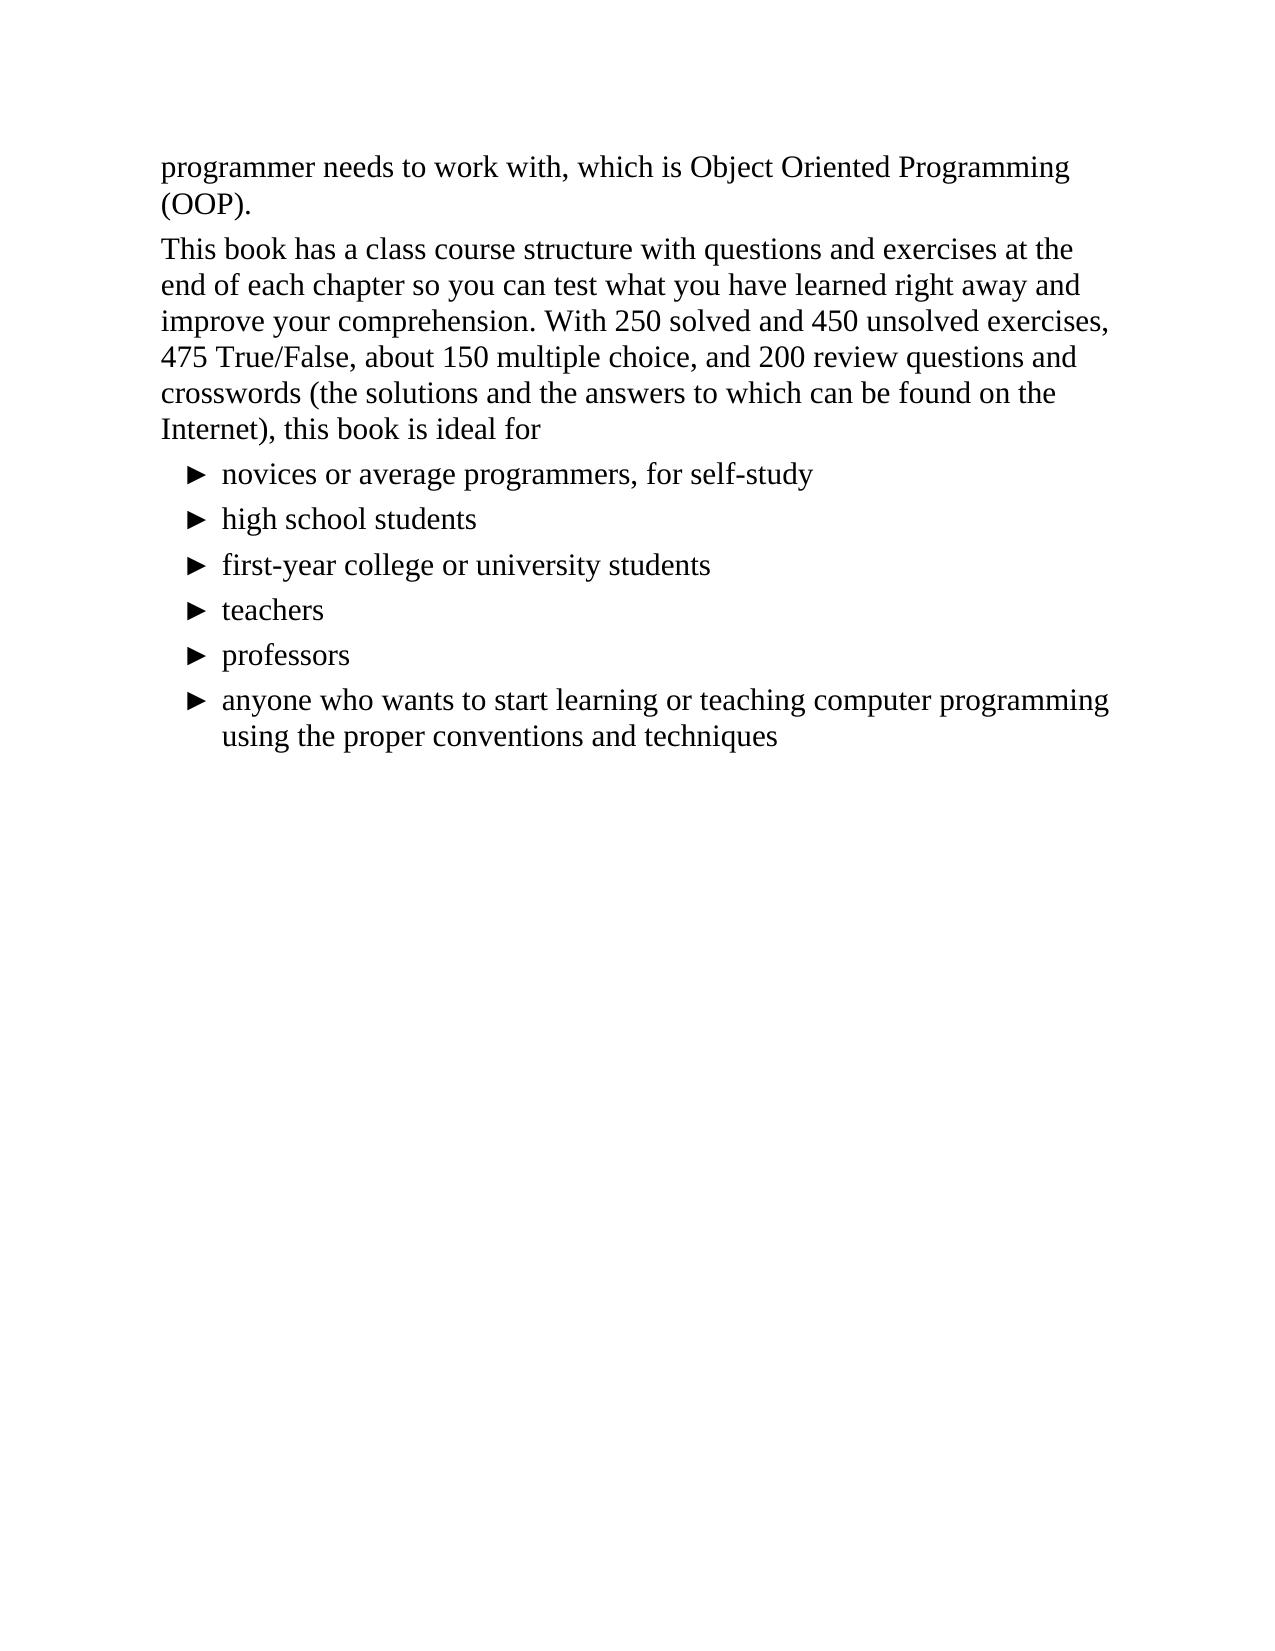 programmer needs to work with, which is Object Oriented Programming
(OOP).
This book has a class course structure with questions and exercises at the
end of each chapter so you can test what you have learned right away and
improve your comprehension. With 250 solved and 450 unsolved exercises,
475 True/False, about 150 multiple choice, and 200 review questions and
crosswords (the solutions and the answers to which can be found on the
Internet), this book is ideal for
► novices or average programmers, for self-study
► high school students
► first-year college or university students
► teachers
► professors
► anyone who wants to start learning or teaching computer programming
using the proper conventions and techniques